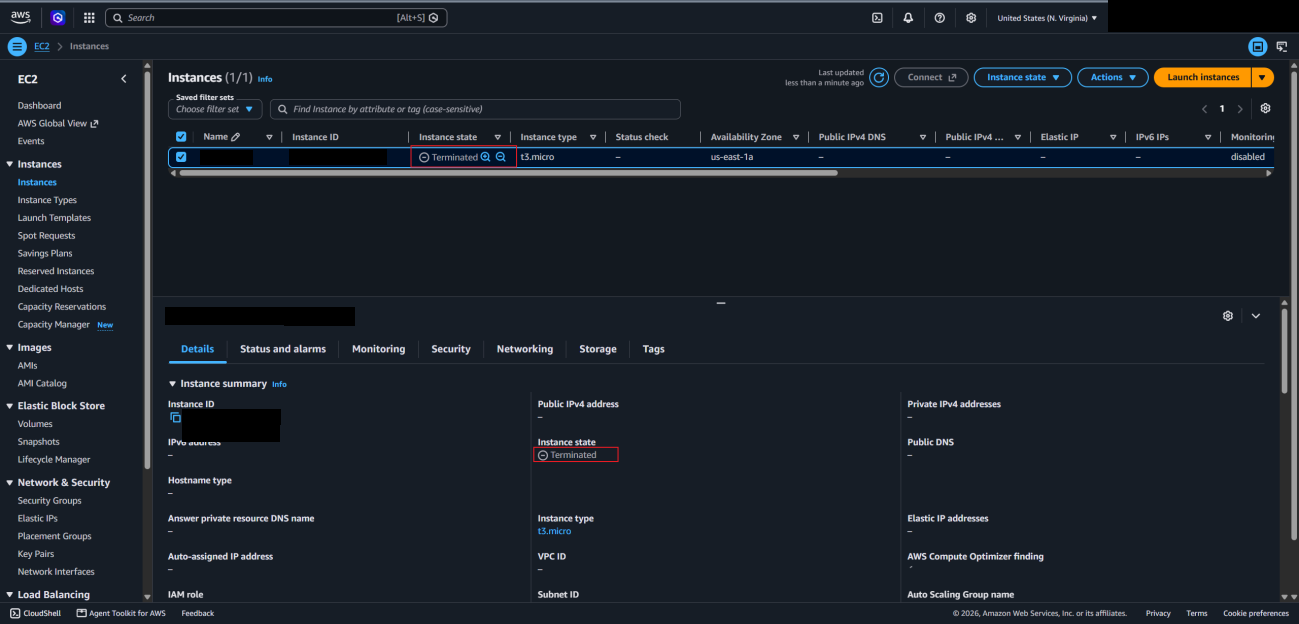 aws
Search [Alt+S]
United States (N. Virginia)
EC2 > Instances
EC2
Dashboard
AWS Global View
Events
Instances
Instances
Instance Types
Launch Templates
Spot Requests
Savings Plans
Reserved Instances
Dedicated Hosts
Capacity Reservations
Capacity Manager New
Images
AMIs
AMI Catalog
Elastic Block Store
Volumes
Snapshots
Lifecycle Manager
Network & Security
Security Groups
Elastic IPs
Placement Groups
Key Pairs
Network Interfaces
Load Balancing
Instances (1/1) Info
Last updated
less than a minute ago
Connect
Instance state
Actions
Launch instances
Saved filter sets
Choose filter set
Find Instance by attribute or tag (case-sensitive)
1
Name Instance ID Instance state Instance type Status check Availability Zone Public IPv4 DNS Public IPv4 ... Elastic IP IPv6 IPs Monitoring
Terminated t3.micro – us-east-1a – – – – disabled
Details Status and alarms Monitoring Security Networking Storage Tags
Instance summary Info
Instance ID
IPv6 address
–
Hostname type
–
Answer private resource DNS name
–
Auto-assigned IP address
–
IAM role
Public IPv4 address
–
Instance state
Terminated
Instance type
t3.micro
VPC ID
–
Subnet ID
Private IPv4 addresses
–
Public DNS
–
Elastic IP addresses
–
AWS Compute Optimizer finding
Auto Scaling Group name
CloudShell Agent Toolkit for AWS Feedback
© 2026, Amazon Web Services, Inc. or its affiliates. Privacy Terms Cookie preferences